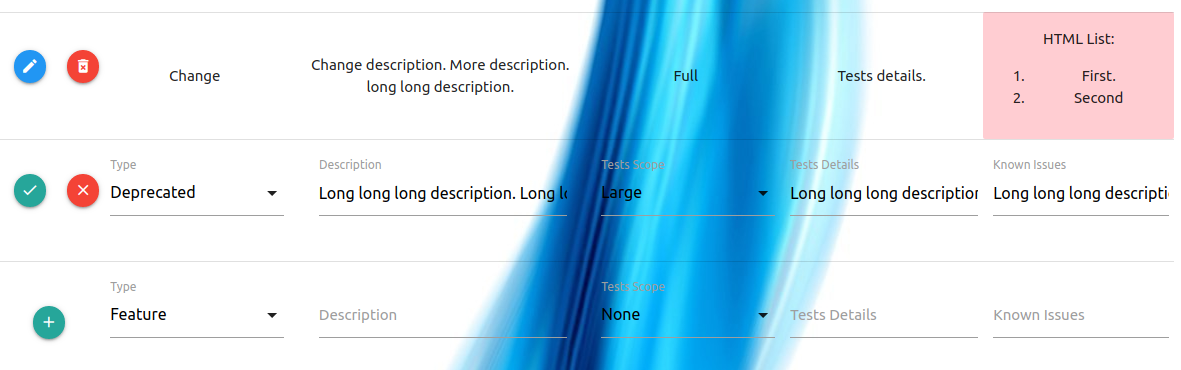 HTML List:
Change
Change description. More description.
long long description.
Full
Tests details.
1. First.
2. Second
Type
Description
Tests Scope
Tests Details
Known Issues
Deprecated
Long long long description. Long
Large
Long long long description
Long long long descripti
Type
Tests Scope
Feature
Description
None
Tests Details
Known Issues